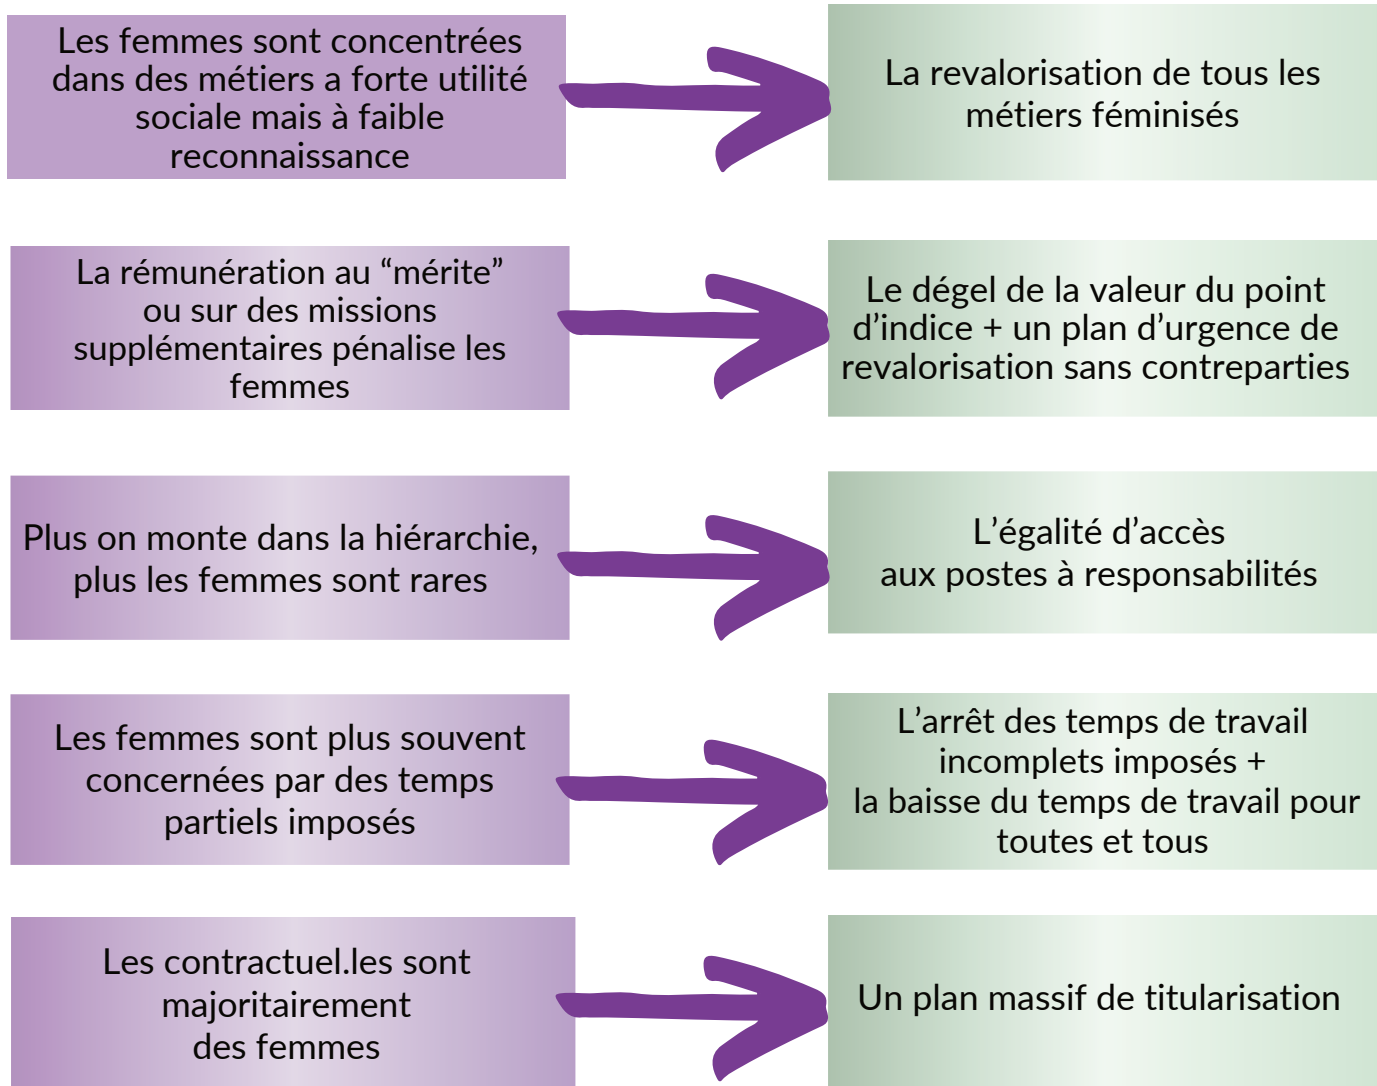 Les femmes sont concentrées
dans des métiers a forte utilité
sociale mais à faible
reconnaissance
La revalorisation de tous les
métiers féminisés
La rémunération au “mérite”
ou sur des missions
supplémentaires pénalise les
femmes
Le dégel de la valeur du point
d’indice + un plan d’urgence de
revalorisation sans contreparties
Plus on monte dans la hiérarchie,
plus les femmes sont rares
L’égalité d’accès
aux postes à responsabilités
Les femmes sont plus souvent
concernées par des temps
partiels imposés
L’arrêt des temps de travail
incomplets imposés +
la baisse du temps de travail pour
toutes et tous
Les contractuel.les sont
majoritairement
des femmes
Un plan massif de titularisation